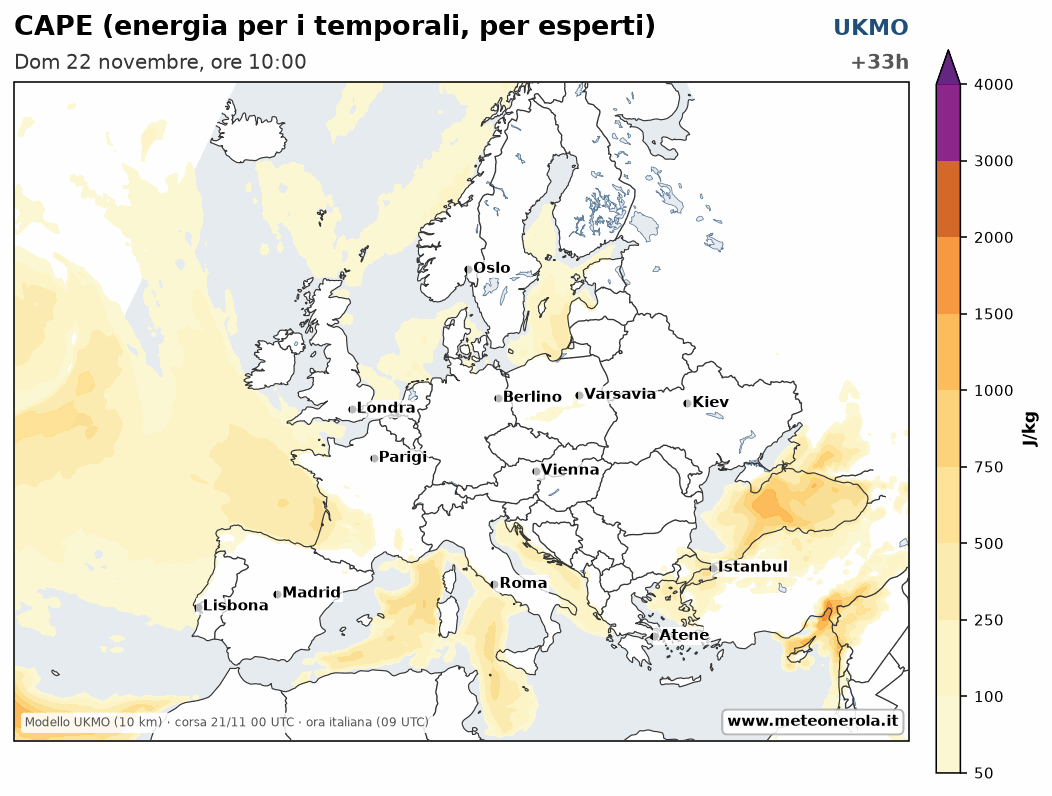 CAPE (energia per i temporali, per esperti)
UKMO
Dom 22 novembre, ore 10:00
+33h
4000
3000
2000
1500
1000
750
500
250
100
50
J/kg
Oslo
Berlino
Varsavia
Kiev
Londra
Parigi
Vienna
Istanbul
Roma
Madrid
Lisbona
Atene
Modello UKMO (10 km) · corsa 21/11 00 UTC · ora italiana (09 UTC)
www.meteonerola.it